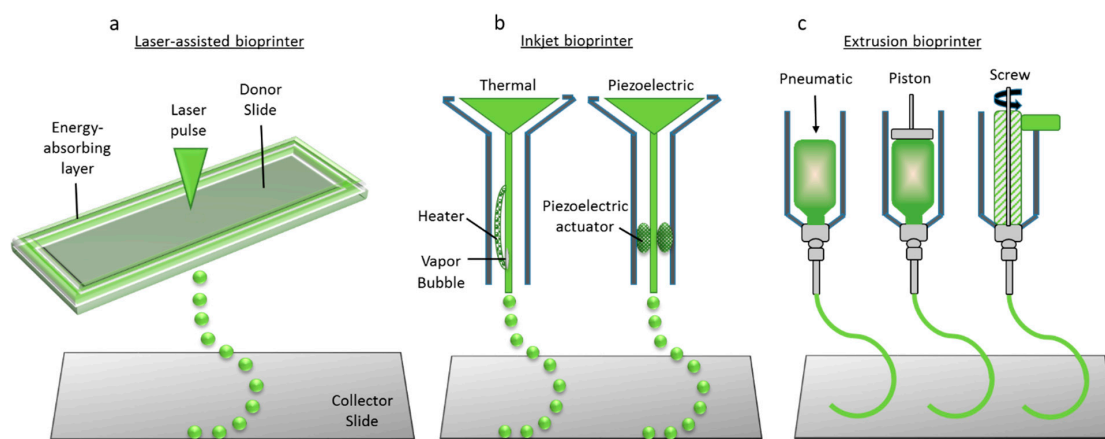 a
Laser-assisted bioprinter
Donor
Slide
Laser
pulse
Energy-
absorbing
layer
Collector
Slide
b
Inkjet bioprinter
Thermal
Piezoelectric
Heater
Vapor
Bubble
Piezoelectric
actuator
c
Extrusion bioprinter
Pneumatic
Piston
Screw